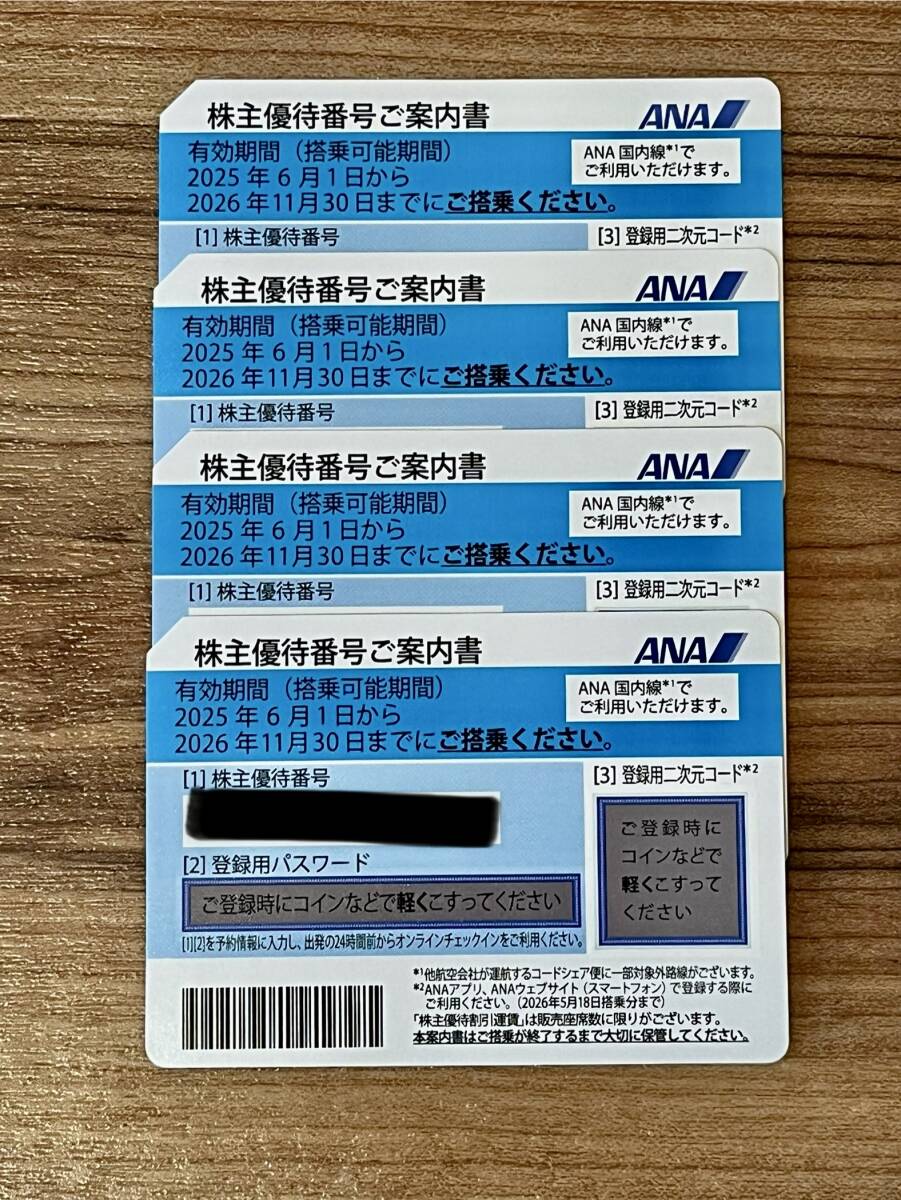 株主優待番号ご案内書
ANA
有効期間（搭乗可能期間）
2025年6月1日から
2026年11月30日までにご搭乗ください。
ANA国内線*1で
ご利用いただけます。
[1] 株主優待番号
[3] 登録用二次元コード*2
株主優待番号ご案内書
ANA
有効期間（搭乗可能期間）
2025年6月1日から
2026年11月30日までにご搭乗ください。
ANA国内線*1で
ご利用いただけます。
[1] 株主優待番号
[3] 登録用二次元コード*2
株主優待番号ご案内書
ANA
有効期間（搭乗可能期間）
2025年6月1日から
2026年11月30日までにご搭乗ください。
ANA国内線*1で
ご利用いただけます。
[1] 株主優待番号
[3] 登録用二次元コード*2
株主優待番号ご案内書
ANA
有効期間（搭乗可能期間）
2025年6月1日から
2026年11月30日までにご搭乗ください。
ANA国内線*1で
ご利用いただけます。
[1] 株主優待番号
[2] 登録用パスワード
ご登録時にコインなどで軽くこすってください
[1][2]を予約情報に入力し、出発の24時間前からオンラインチェックインをご利用ください。
[3] 登録用二次元コード*2
ご登録時に
コインなどで
軽くこすって
ください
*1他航空会社が運航するコードシェア便に一部対象外路線がございます。
*2ANAアプリ、ANAウェブサイト（スマートフォン）で登録する際に
ご利用ください。（2026年5月18日搭乗分まで）
「株主優待割引運賃」は販売座席数に限りがございます。
本案内書はご搭乗が終了するまで大切に保管してください。